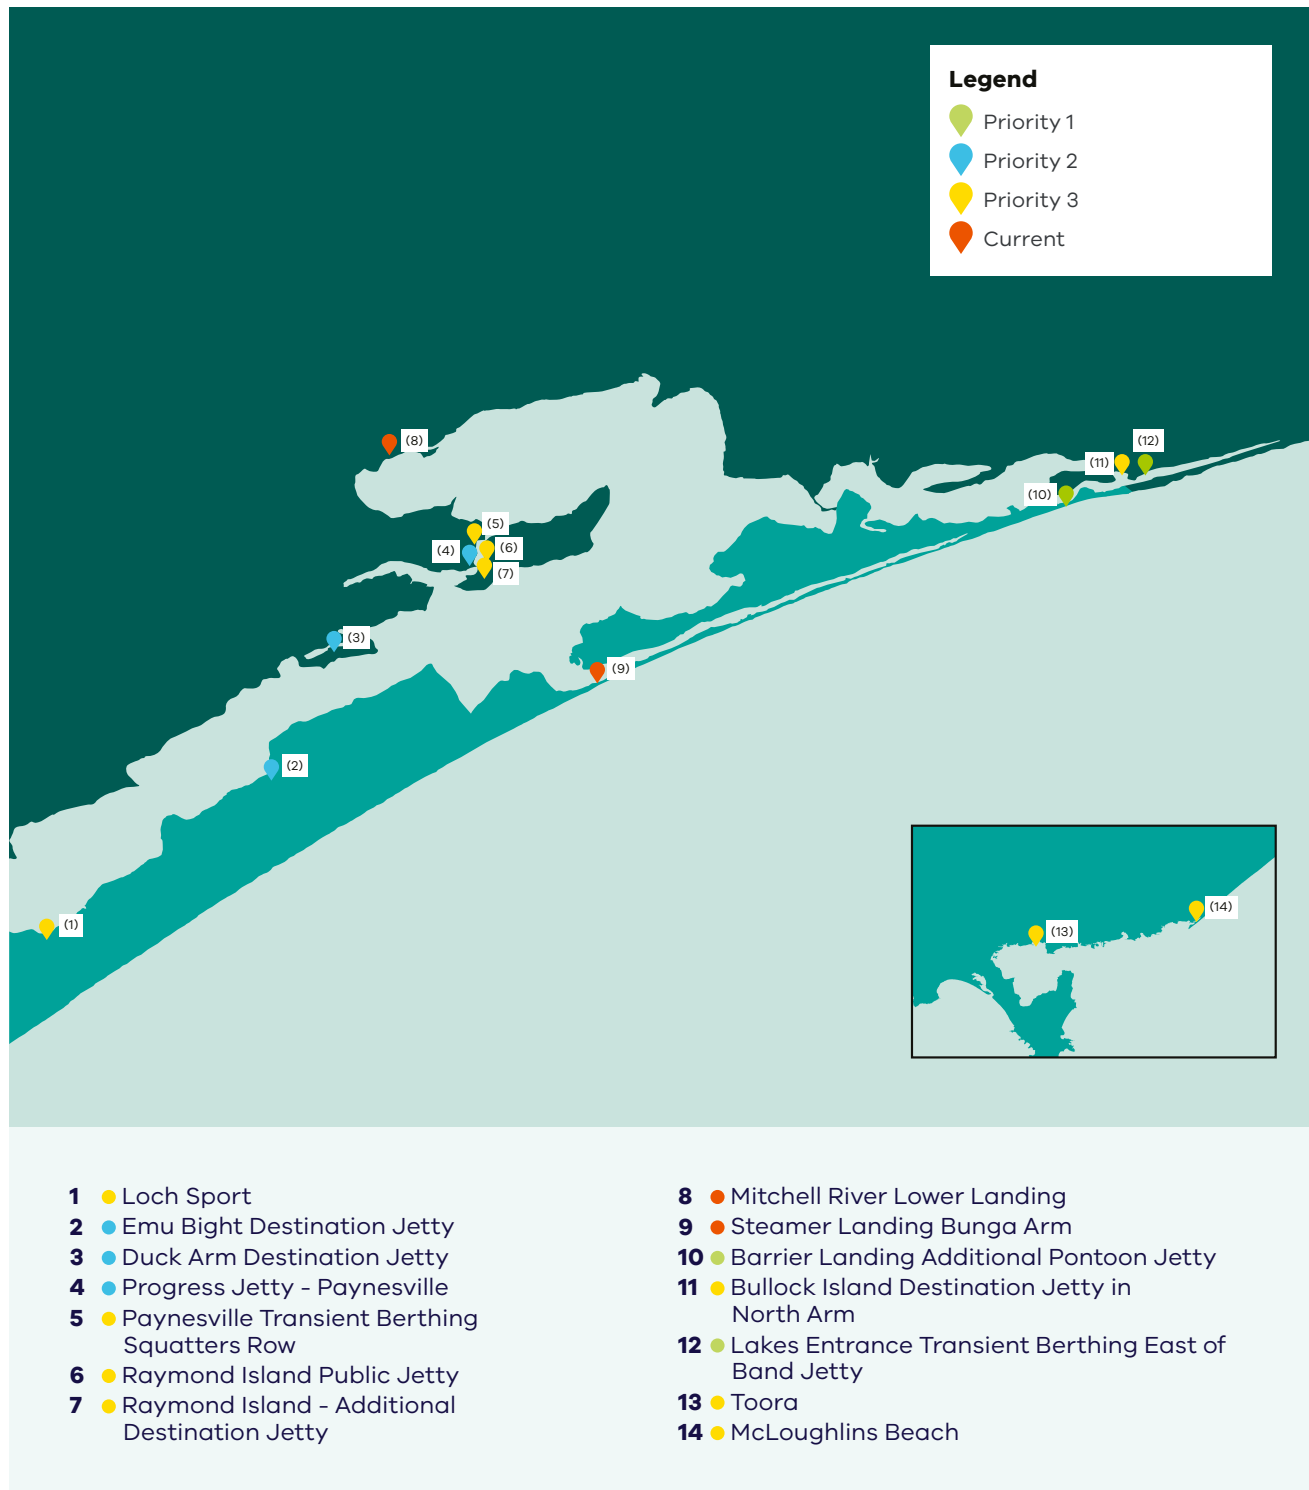 Legend
Priority 1
Priority 2
Priority 3
Current
(8)
(12)
(11)
(10)
(5)
(4)
(6)
(7)
(3)
(9)
(2)
(1)
(14)
(13)
1 Loch Sport
2 Emu Bight Destination Jetty
3 Duck Arm Destination Jetty
4 Progress Jetty - Paynesville
5 Paynesville Transient Berthing
Squatters Row
6 Raymond Island Public Jetty
7 Raymond Island - Additional
Destination Jetty
8 Mitchell River Lower Landing
9 Steamer Landing Bunga Arm
10 Barrier Landing Additional Pontoon Jetty
11 Bullock Island Destination Jetty in
North Arm
12 Lakes Entrance Transient Berthing East of
Band Jetty
13 Toora
14 McLoughlins Beach